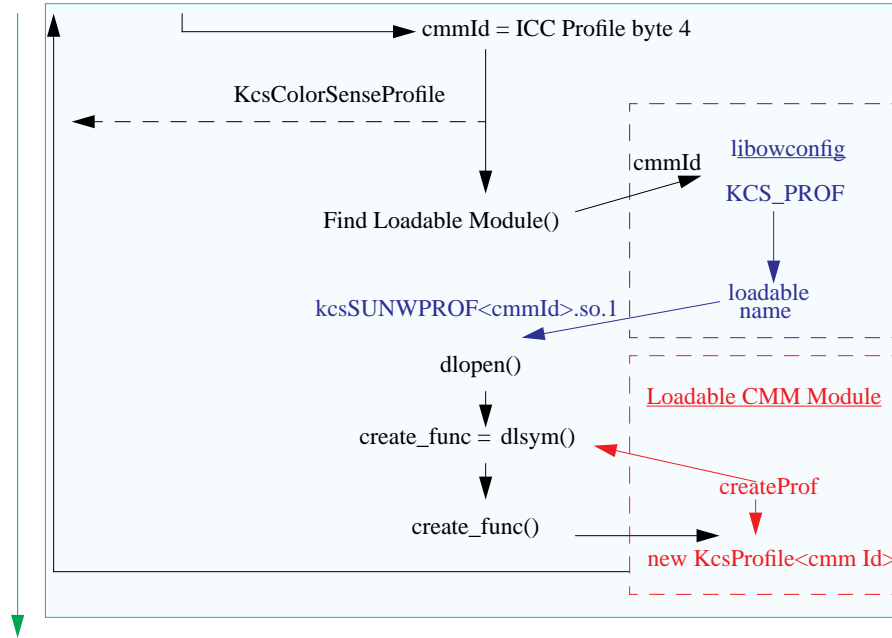 cmmId = ICC Profile byte 4
KcsColorSenseProfile
libowconfig
cmmId
KCS_PROF
Find Loadable Module()
loadable
name
kcsSUNWPROF<cmmId>.so.1
dlopen()
Loadable CMM Module
create_func = dlsym()
createProf
create_func()
new KcsProfile<cmm Id>